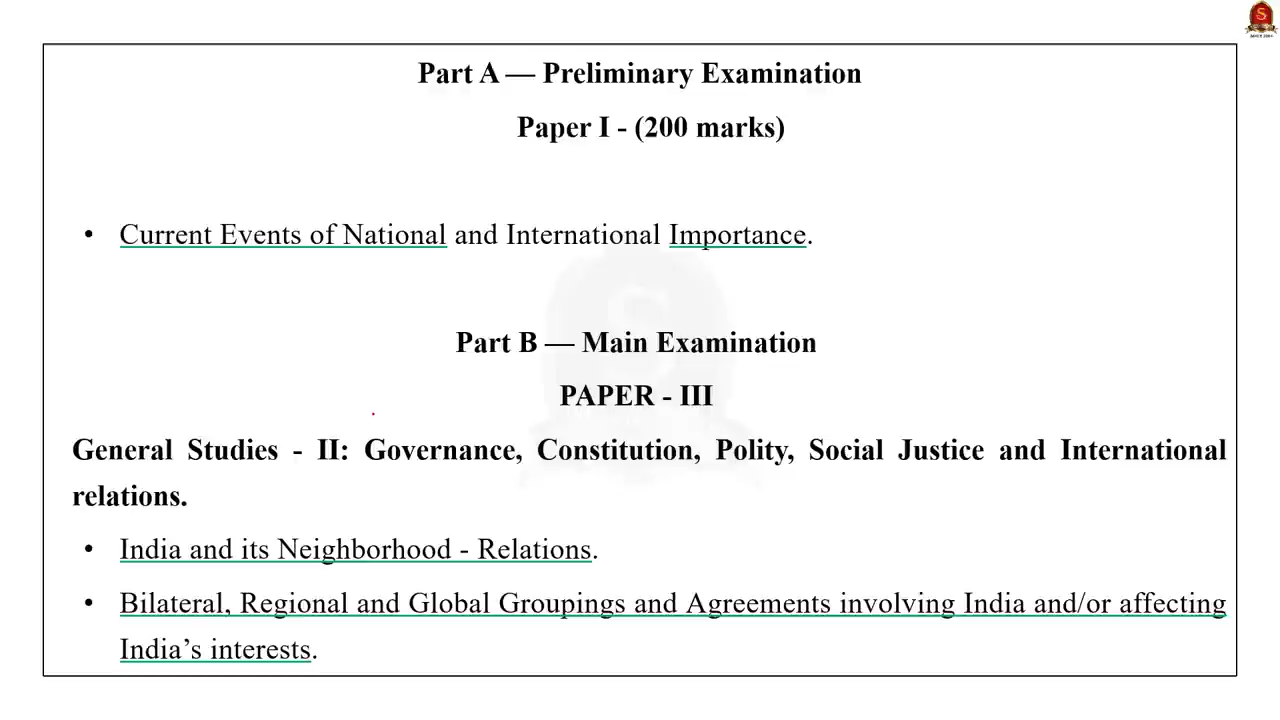 Part A — Preliminary Examination
Paper I - (200 marks)
• Current Events of National and International Importance.
Part B — Main Examination
PAPER - III
General Studies - II: Governance, Constitution, Polity, Social Justice and International
relations.
• India and its Neighborhood - Relations.
• Bilateral, Regional and Global Groupings and Agreements involving India and/or affecting
India’s interests.